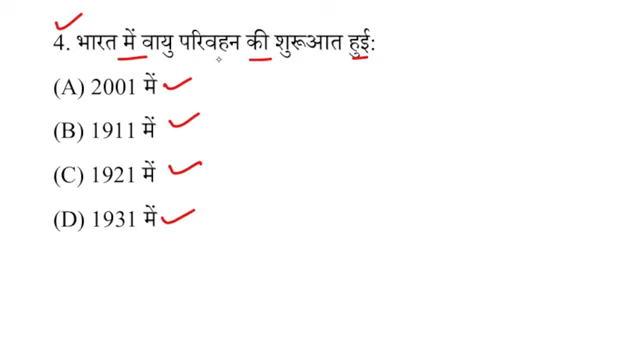 4. भारत में वायु परिवहन की शुरूआत हुई:
(A) 2001 में
(B) 1911 में
(C) 1921 में
(D) 1931 में